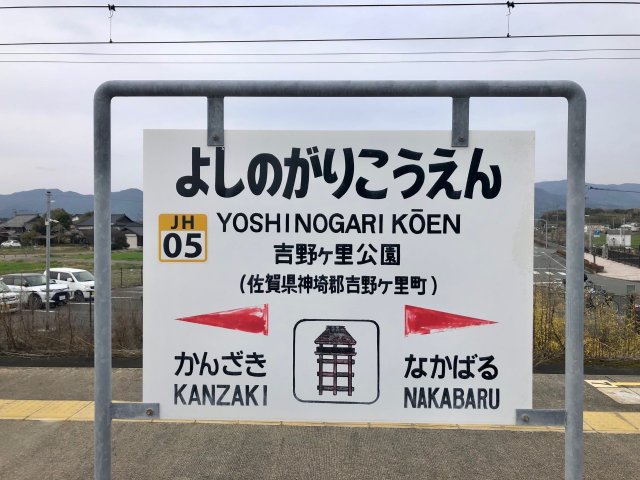 よしのがりこうえん
JH
05
YOSHINOGARI KŌEN
吉野ヶ里公園
(佐賀県神埼郡吉野ヶ里町)
かんざき
KANZAKI
なかばる
NAKABARU